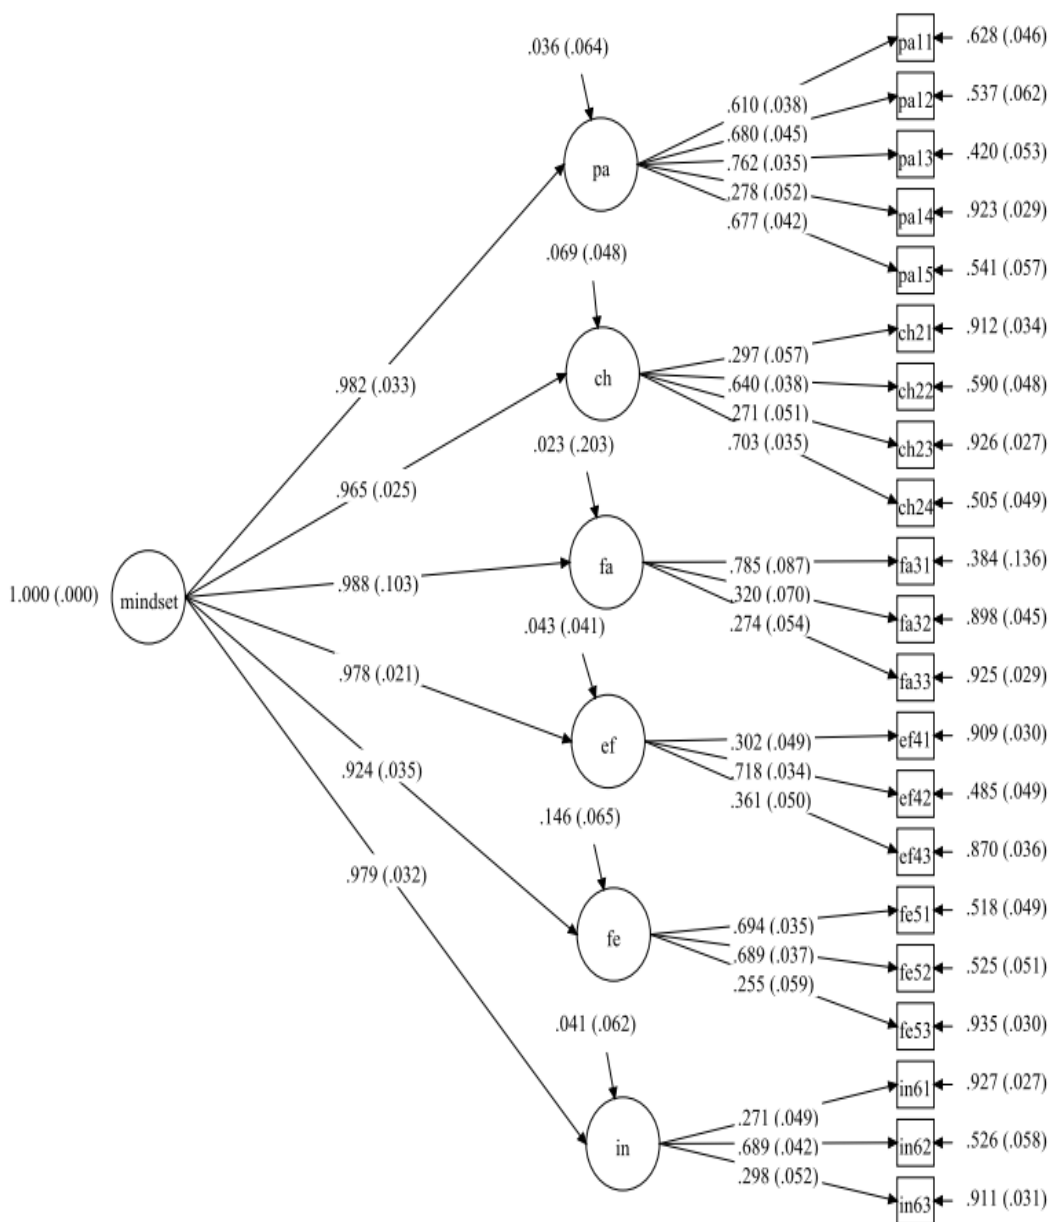 .036 (.064)
pa11
.628 (.046)
.610 (.038)
pa12
.537 (.062)
.680 (.045)
pa
.762 (.035)
pa13
.420 (.053)
.278 (.052)
pa14
.923 (.029)
.677 (.042)
pa15
.541 (.057)
.069 (.048)
ch21
.912 (.034)
.297 (.057)
ch
.640 (.038)
ch22
.590 (.048)
.982 (.033)
.271 (.051)
ch23
.926 (.027)
.023 (.203)
.703 (.035)
.965 (.025)
ch24
.505 (.049)
fa
.785 (.087)
fa31
.384 (.136)
.988 (.103)
.320 (.070)
fa32
.898 (.045)
1.000 (.000)
mindset
.043 (.041)
.274 (.054)
fa33
.925 (.029)
.978 (.021)
ef
.302 (.049)
ef41
.909 (.030)
.924 (.035)
.718 (.034)
ef42
.485 (.049)
.361 (.050)
.146 (.065)
ef43
.870 (.036)
.979 (.032)
fe51
.518 (.049)
.694 (.035)
fe
.689 (.037)
fe52
.525 (.051)
.255 (.059)
fe53
.935 (.030)
.041 (.062)
in61
.927 (.027)
.271 (.049)
in
.689 (.042)
in62
.526 (.058)
.298 (.052)
in63
.911 (.031)